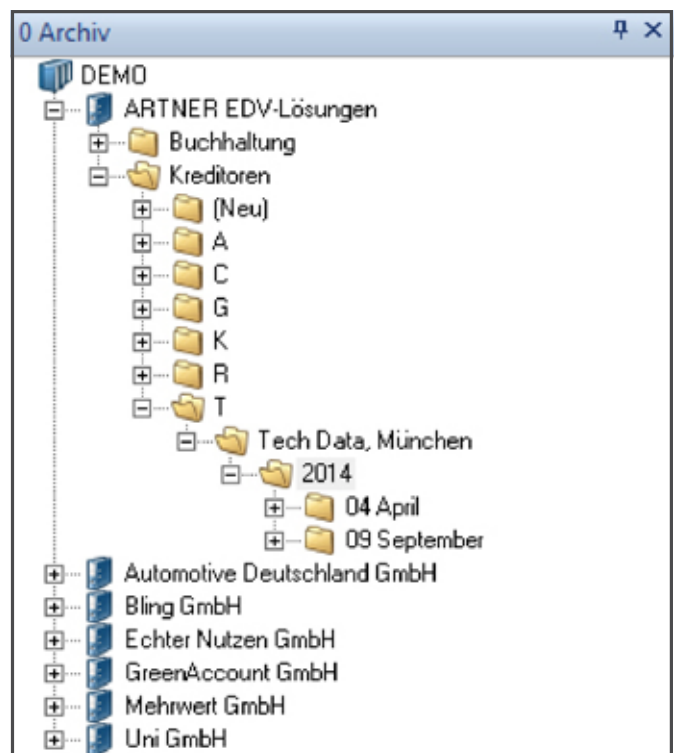 0 Archiv
DEMO
ARTNER EDV-Lösungen
Buchhaltung
Kreditoren
(Neu)
A
C
G
K
R
T
Tech Data, München
2014
04 April
09 September
Automotive Deutschland GmbH
Bling GmbH
Echter Nutzen GmbH
GreenAccount GmbH
Mehrwert GmbH
Uni GmbH